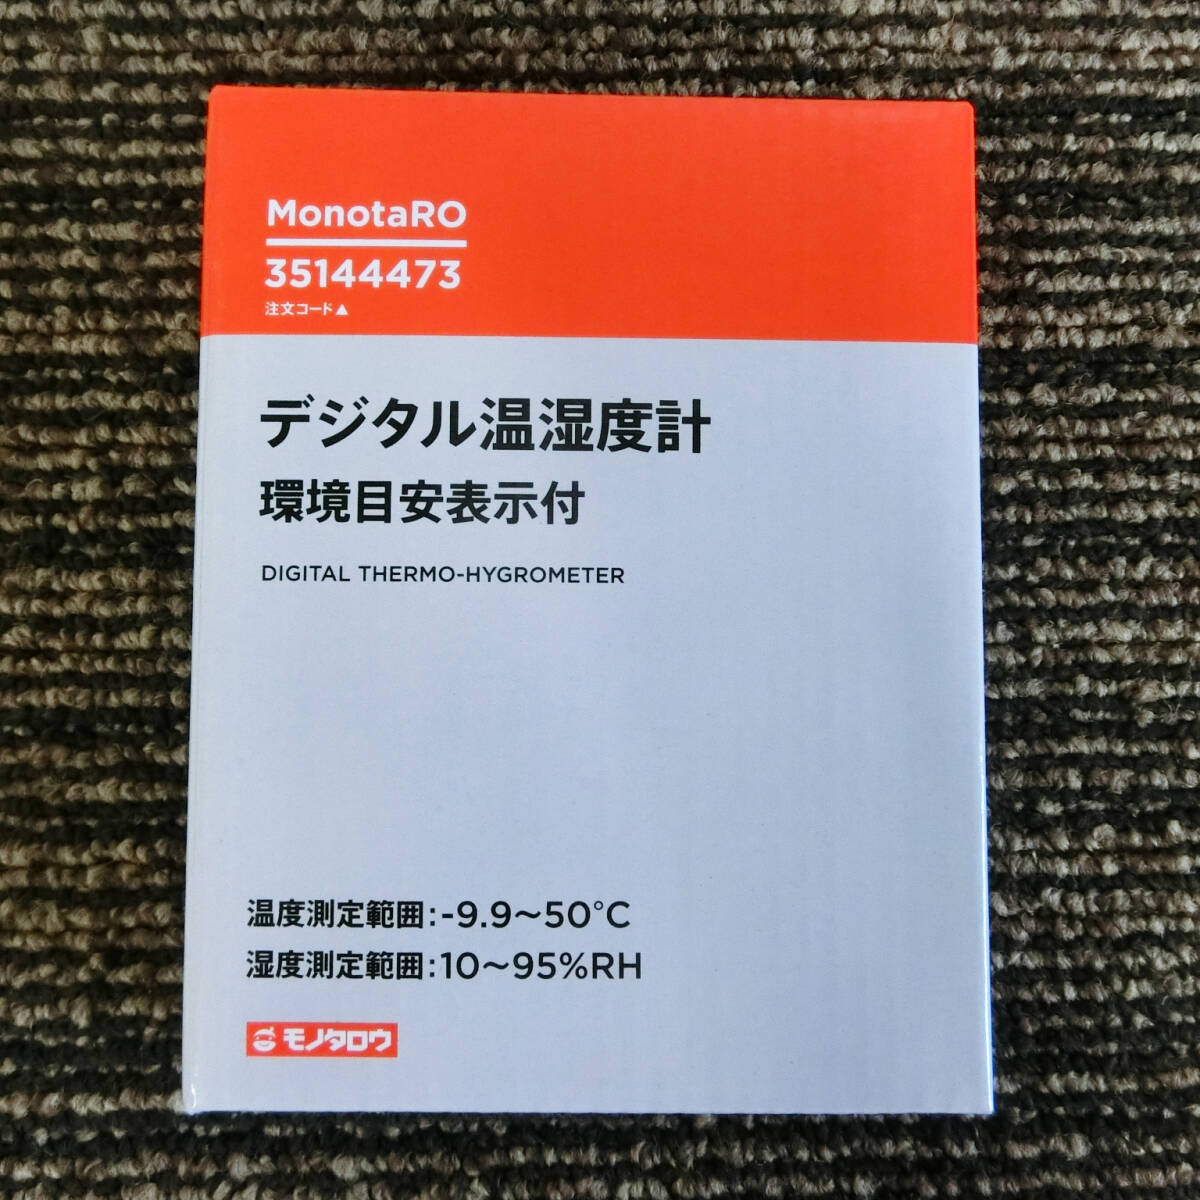 MonotaRO
35144473
注文コード▲
デジタル温湿度計
環境目安表示付
DIGITAL THERMO-HYGROMETER
温度測定範囲:-9.9〜50°C
湿度測定範囲:10〜95%RH
モノタロウ